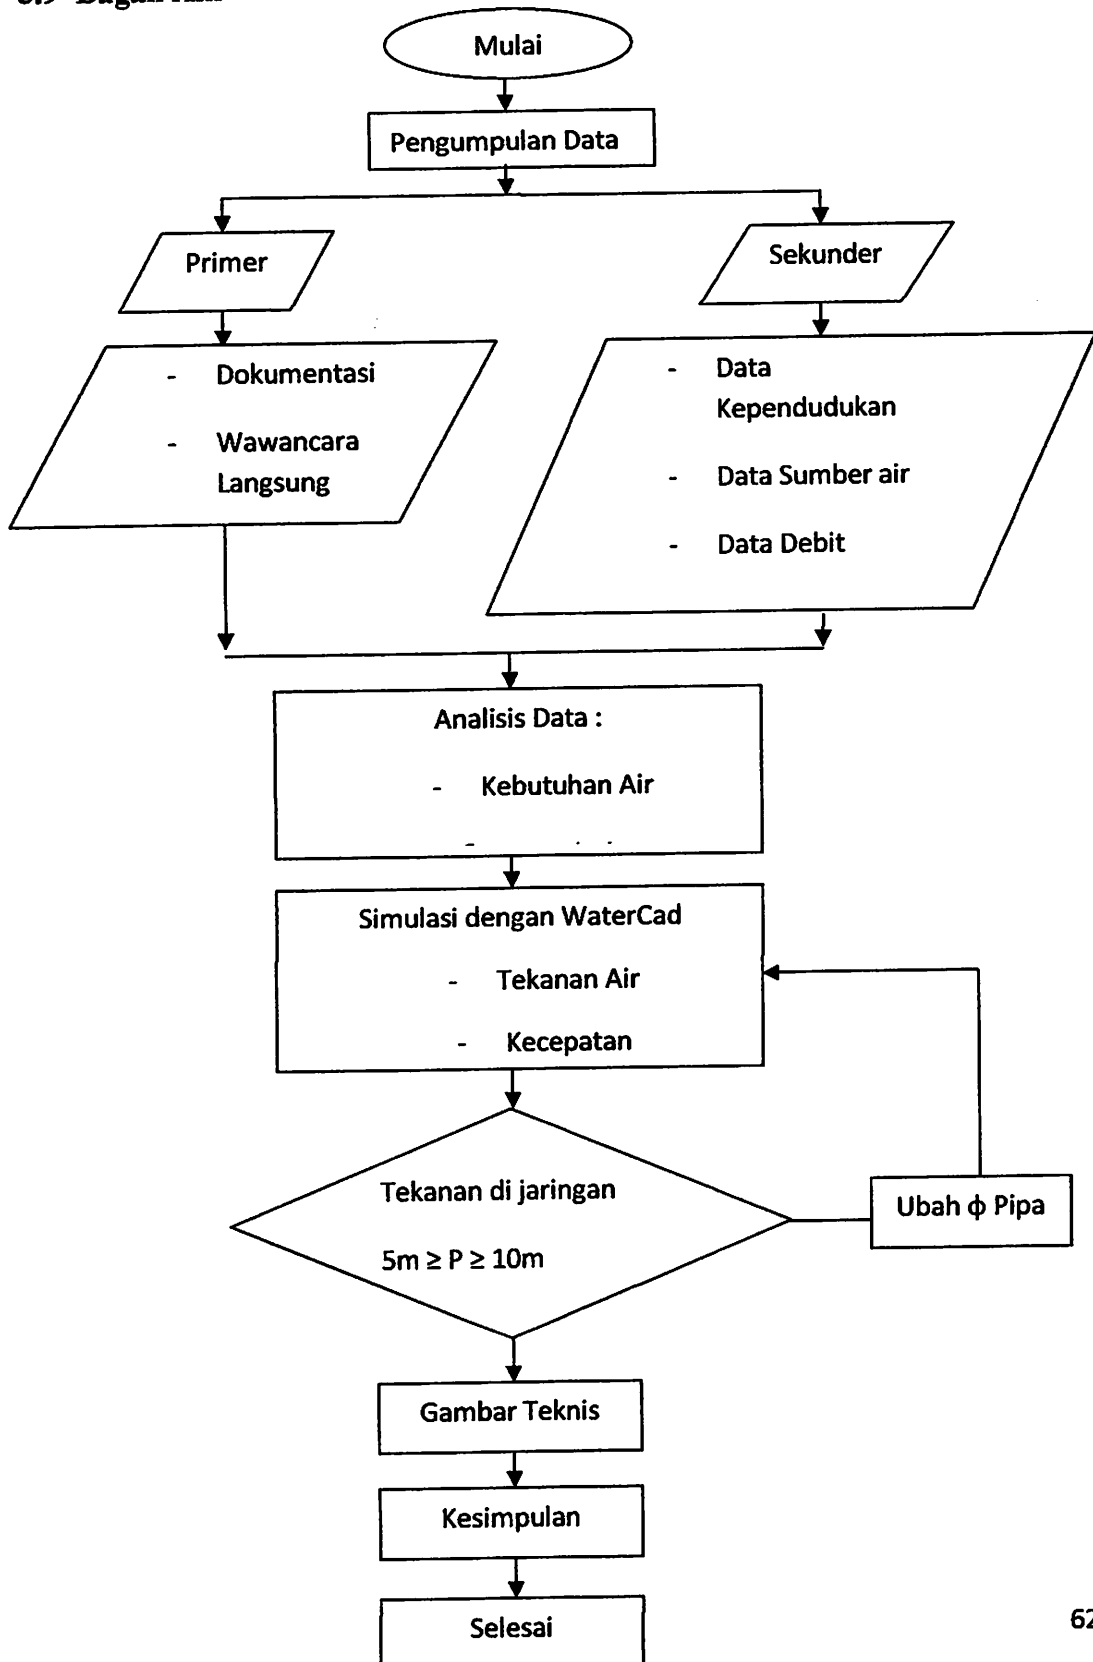 Mulai
Pengumpulan Data
Primer
Sekunder
- Dokumentasi
- Wawancara
Langsung
- Data
Kependudukan
- Data Sumber air
- Data Debit
Analisis Data :
- Kebutuhan Air
-
Simulasi dengan WaterCad
- Tekanan Air
- Kecepatan
Tekanan di jaringan
5m ≥ P ≥ 10m
Ubah ф Pipa
Gambar Teknis
Kesimpulan
Selesai
62